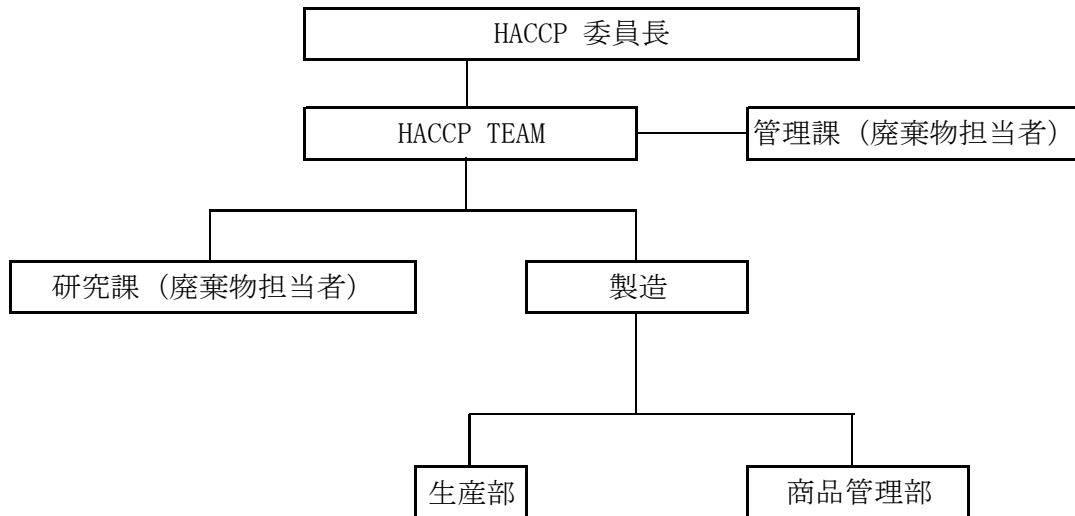 HACCP 委員長
HACCP TEAM
管理課 (廃棄物担当者)
研究課 (廃棄物担当者)
製造
生産部
商品管理部